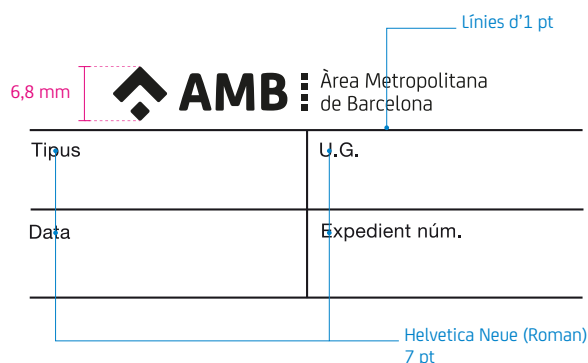 Línies d'1 pt
6,8 mm
AMB
Àrea Metropolitana
de Barcelona
Tipus
U.G.
Data
Expedient núm.
Helvetica Neue (Roman)
7 pt